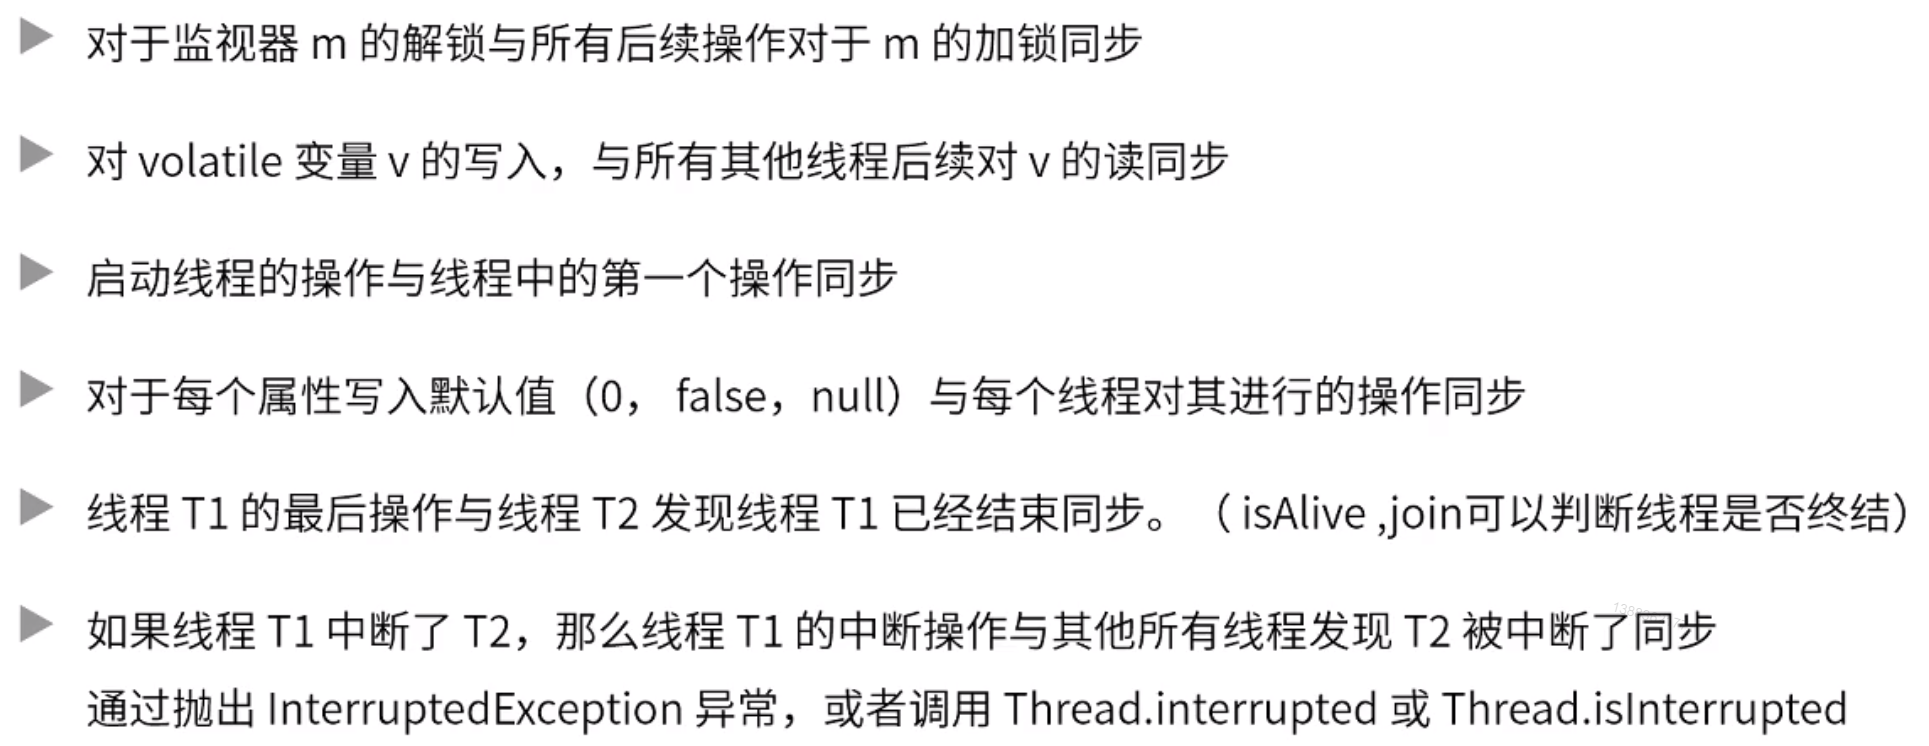 对于监视器 m 的解锁与所有后续操作对于 m 的加锁同步
对 volatile 变量 v 的写入，与所有其他线程后续对 v 的读同步
启动线程的操作与线程中的第一个操作同步
对于每个属性写入默认值（0， false，null）与每个线程对其进行的操作同步
线程 T1 的最后操作与线程 T2 发现线程 T1 已经结束同步。（ isAlive ,join可以判断线程是否终结）
如果线程 T1 中断了 T2，那么线程 T1 的中断操作与其他所有线程发现 T2 被中断了同步
通过抛出 InterruptedException 异常，或者调用 Thread.interrupted 或 Thread.isInterrupted